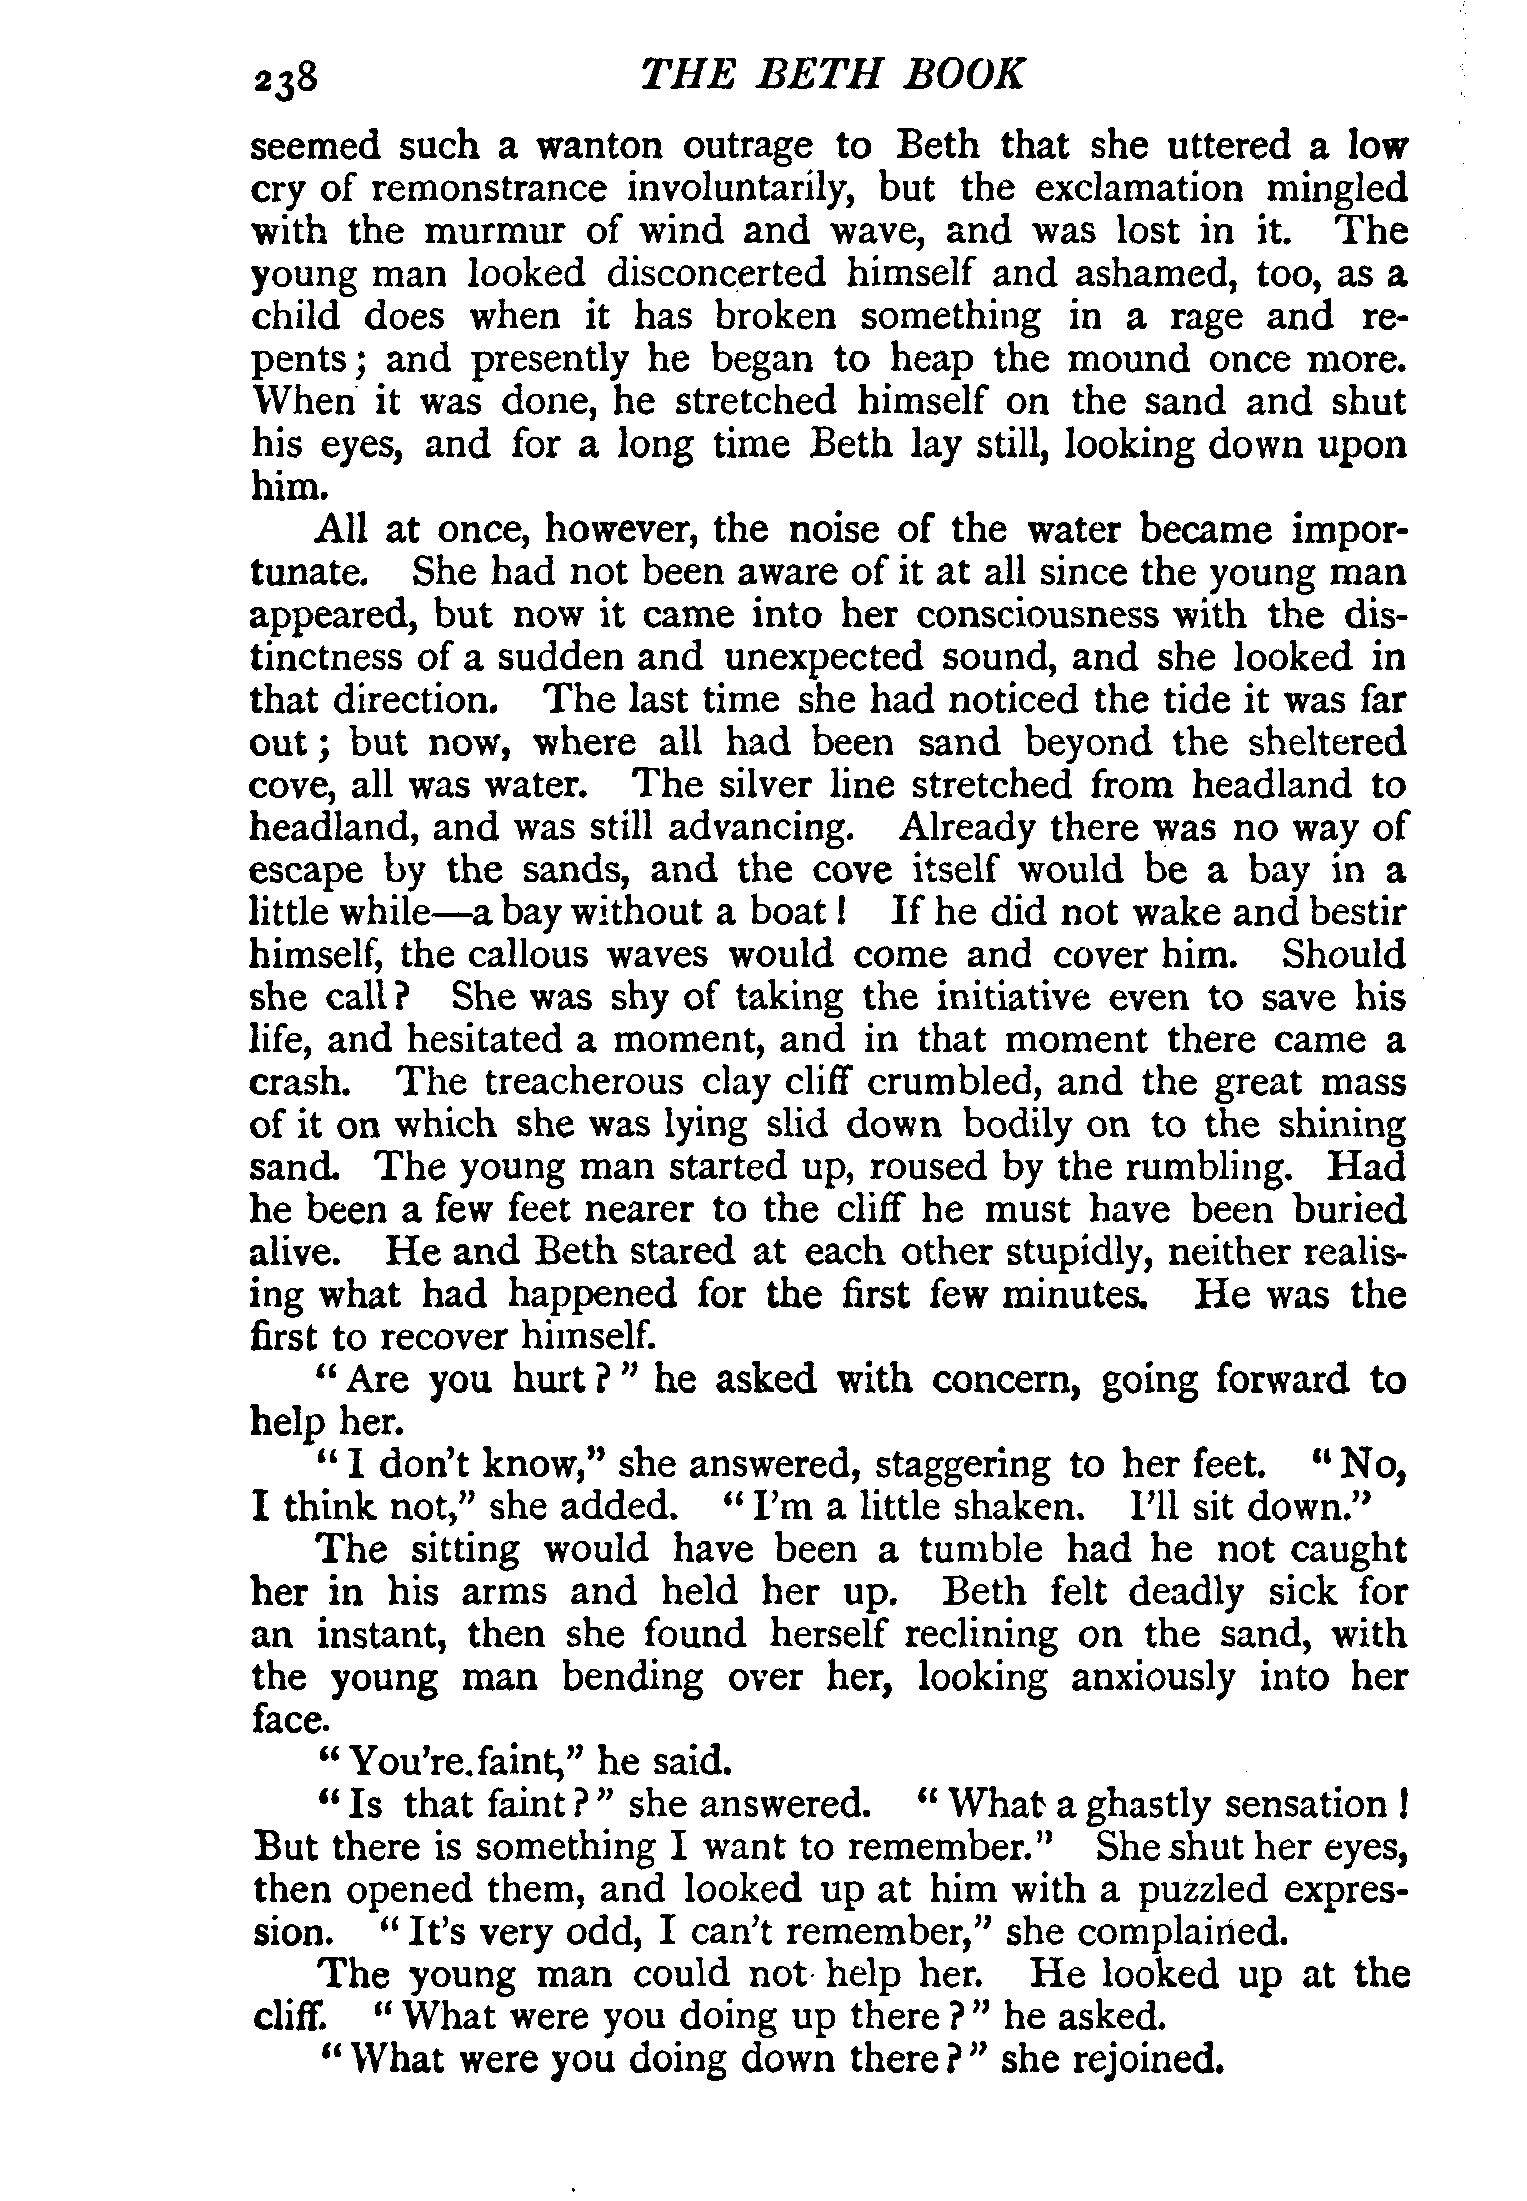 238 THE BETH BOOK
seemed such a wanton outrage to Beth that she uttered a low
cry of remonstrance involuntarily, but the exclamation mingled
with the murmur of wind and wave, and was lost in it. The
young man looked disconcerted himself and ashamed, too, as a
child does when it has broken something in a rage and re-
pents; and presently he began to heap the mound once more.
When it was done, he stretched himself on the sand and shut
his eyes, and for a long time Beth lay still, looking down upon
him.
All at once, however, the noise of the water became impor-
tunate. She had not been aware of it at all since the young man
appeared, but now it came into her consciousness with the dis-
tinctness of a sudden and unexpected sound, and she looked in
that direction. The last time she had noticed the tide it was far
out; but now, where all had been sand beyond the sheltered
cove, all was water. The silver line stretched from headland to
headland, and was still advancing. Already there was no way of
escape by the sands, and the cove itself would be a bay in a
little while—a bay without a boat! If he did not wake and bestir
himself, the callous waves would come and cover him. Should
she call? She was shy of taking the initiative even to save his
life, and hesitated a moment, and in that moment there came a
crash. The treacherous clay cliff crumbled, and the great mass
of it on which she was lying slid down bodily on to the shining
sand. The young man started up, roused by the rumbling. Had
he been a few feet nearer to the cliff he must have been buried
alive. He and Beth stared at each other stupidly, neither realis-
ing what had happened for the first few minutes. He was the
first to recover himself.
"Are you hurt?" he asked with concern, going forward to
help her.
"I don't know," she answered, staggering to her feet. "No,
I think not," she added. "I'm a little shaken. I'll sit down."
The sitting would have been a tumble had he not caught
her in his arms and held her up. Beth felt deadly sick for
an instant, then she found herself reclining on the sand, with
the young man bending over her, looking anxiously into her
face.
"You're faint," he said.
"Is that faint?" she answered. "What a ghastly sensation!
But there is something I want to remember." She shut her eyes,
then opened them, and looked up at him with a puzzled expres-
sion. "It's very odd, I can't remember," she complained.
The young man could not help her. He looked up at the
cliff. "What were you doing up there?" he asked.
"What were you doing down there?" she rejoined.